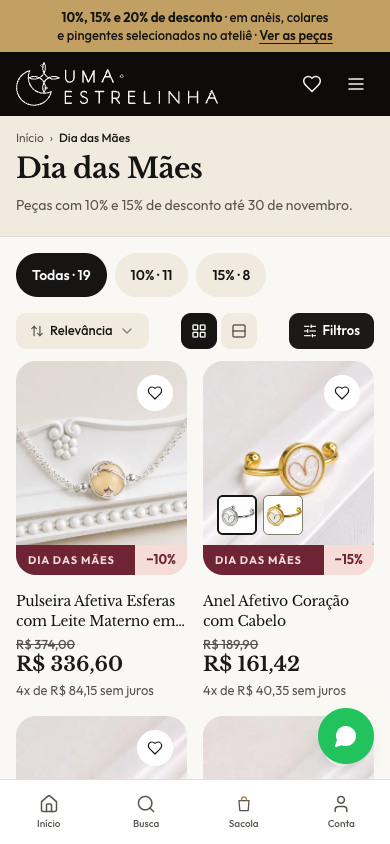 10%, 15% e 20% de desconto · em anéis, colares
e pingentes selecionados no ateliê · Ver as peças
UMA
ESTRELINHA
Início › Dia das Mães
Dia das Mães
Peças com 10% e 15% de desconto até 30 de novembro.
Todas · 19
10% · 11
15% · 8
Relevância
Filtros
DIA DAS MÃES
−10%
DIA DAS MÃES
−15%
Pulseira Afetiva Esferas
com Leite Materno em...
R$ 374,00
R$ 336,60
4x de R$ 84,15 sem juros
Anel Afetivo Coração
com Cabelo
R$ 189,90
R$ 161,42
4x de R$ 40,35 sem juros
Início
Busca
Sacola
Conta